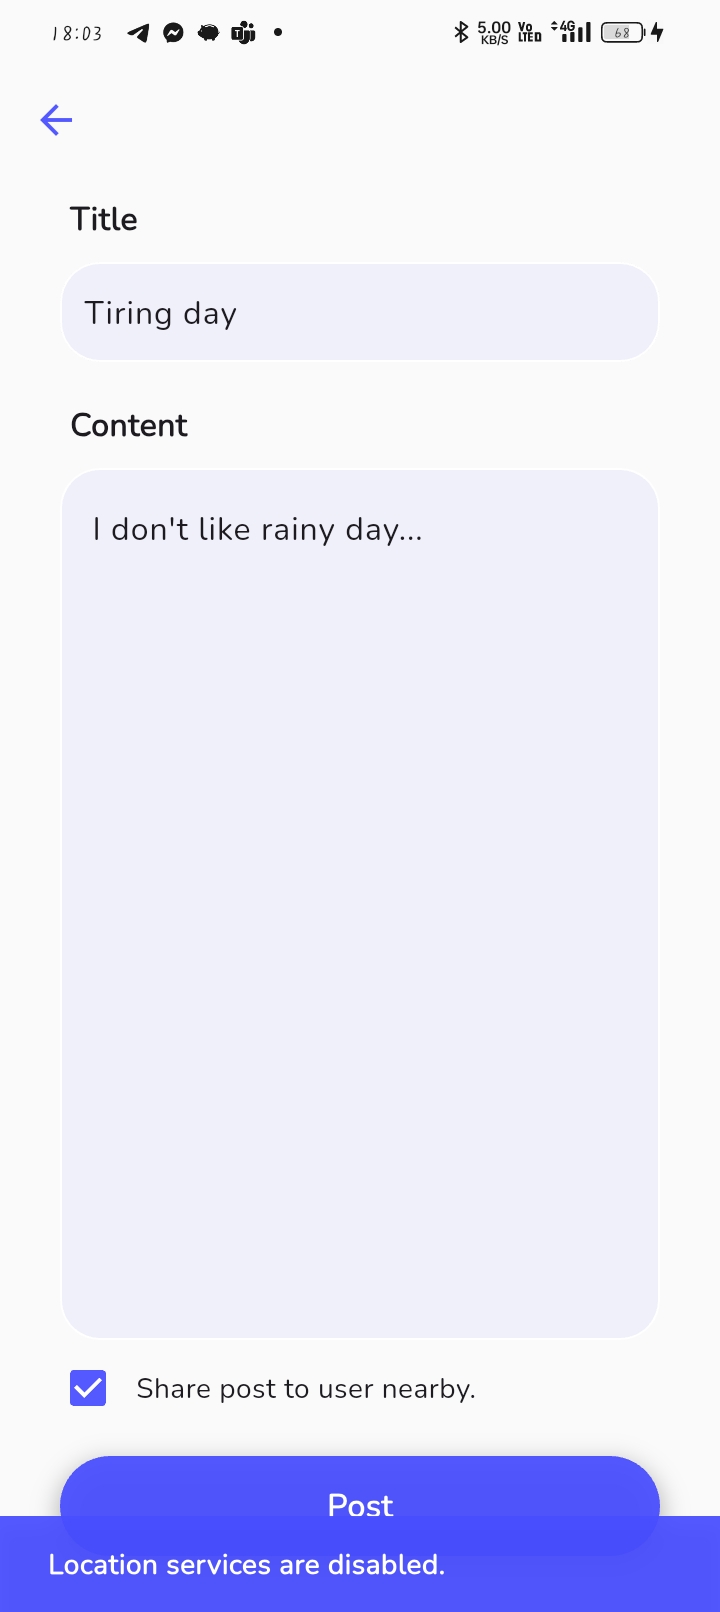 18:03
5.00 KB/S
Vo LTE
4G
68
Title
Tiring day
Content
I don't like rainy day...
Share post to user nearby.
Post
Location services are disabled.